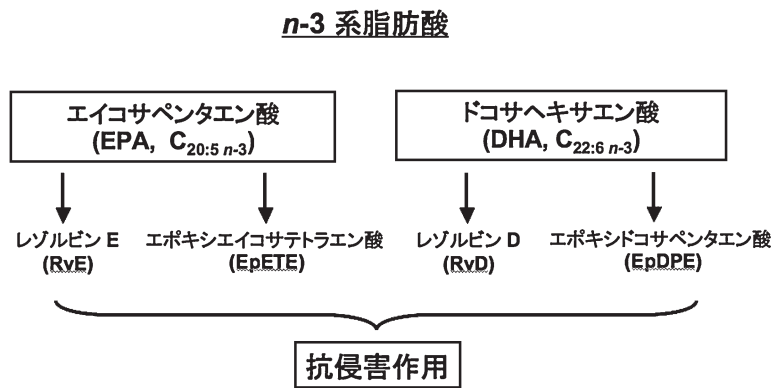 n-3 系脂肪酸
エイコサペンタエン酸
(EPA, C20:5 n-3)
ドコサヘキサエン酸
(DHA, C22:6 n-3)
レゾルビン E
(RvE)
エポキシエイコサテトラエン酸
(EpETE)
レゾルビン D
(RvD)
エポキシドコサペンタエン酸
(EpDPE)
抗侵害作用